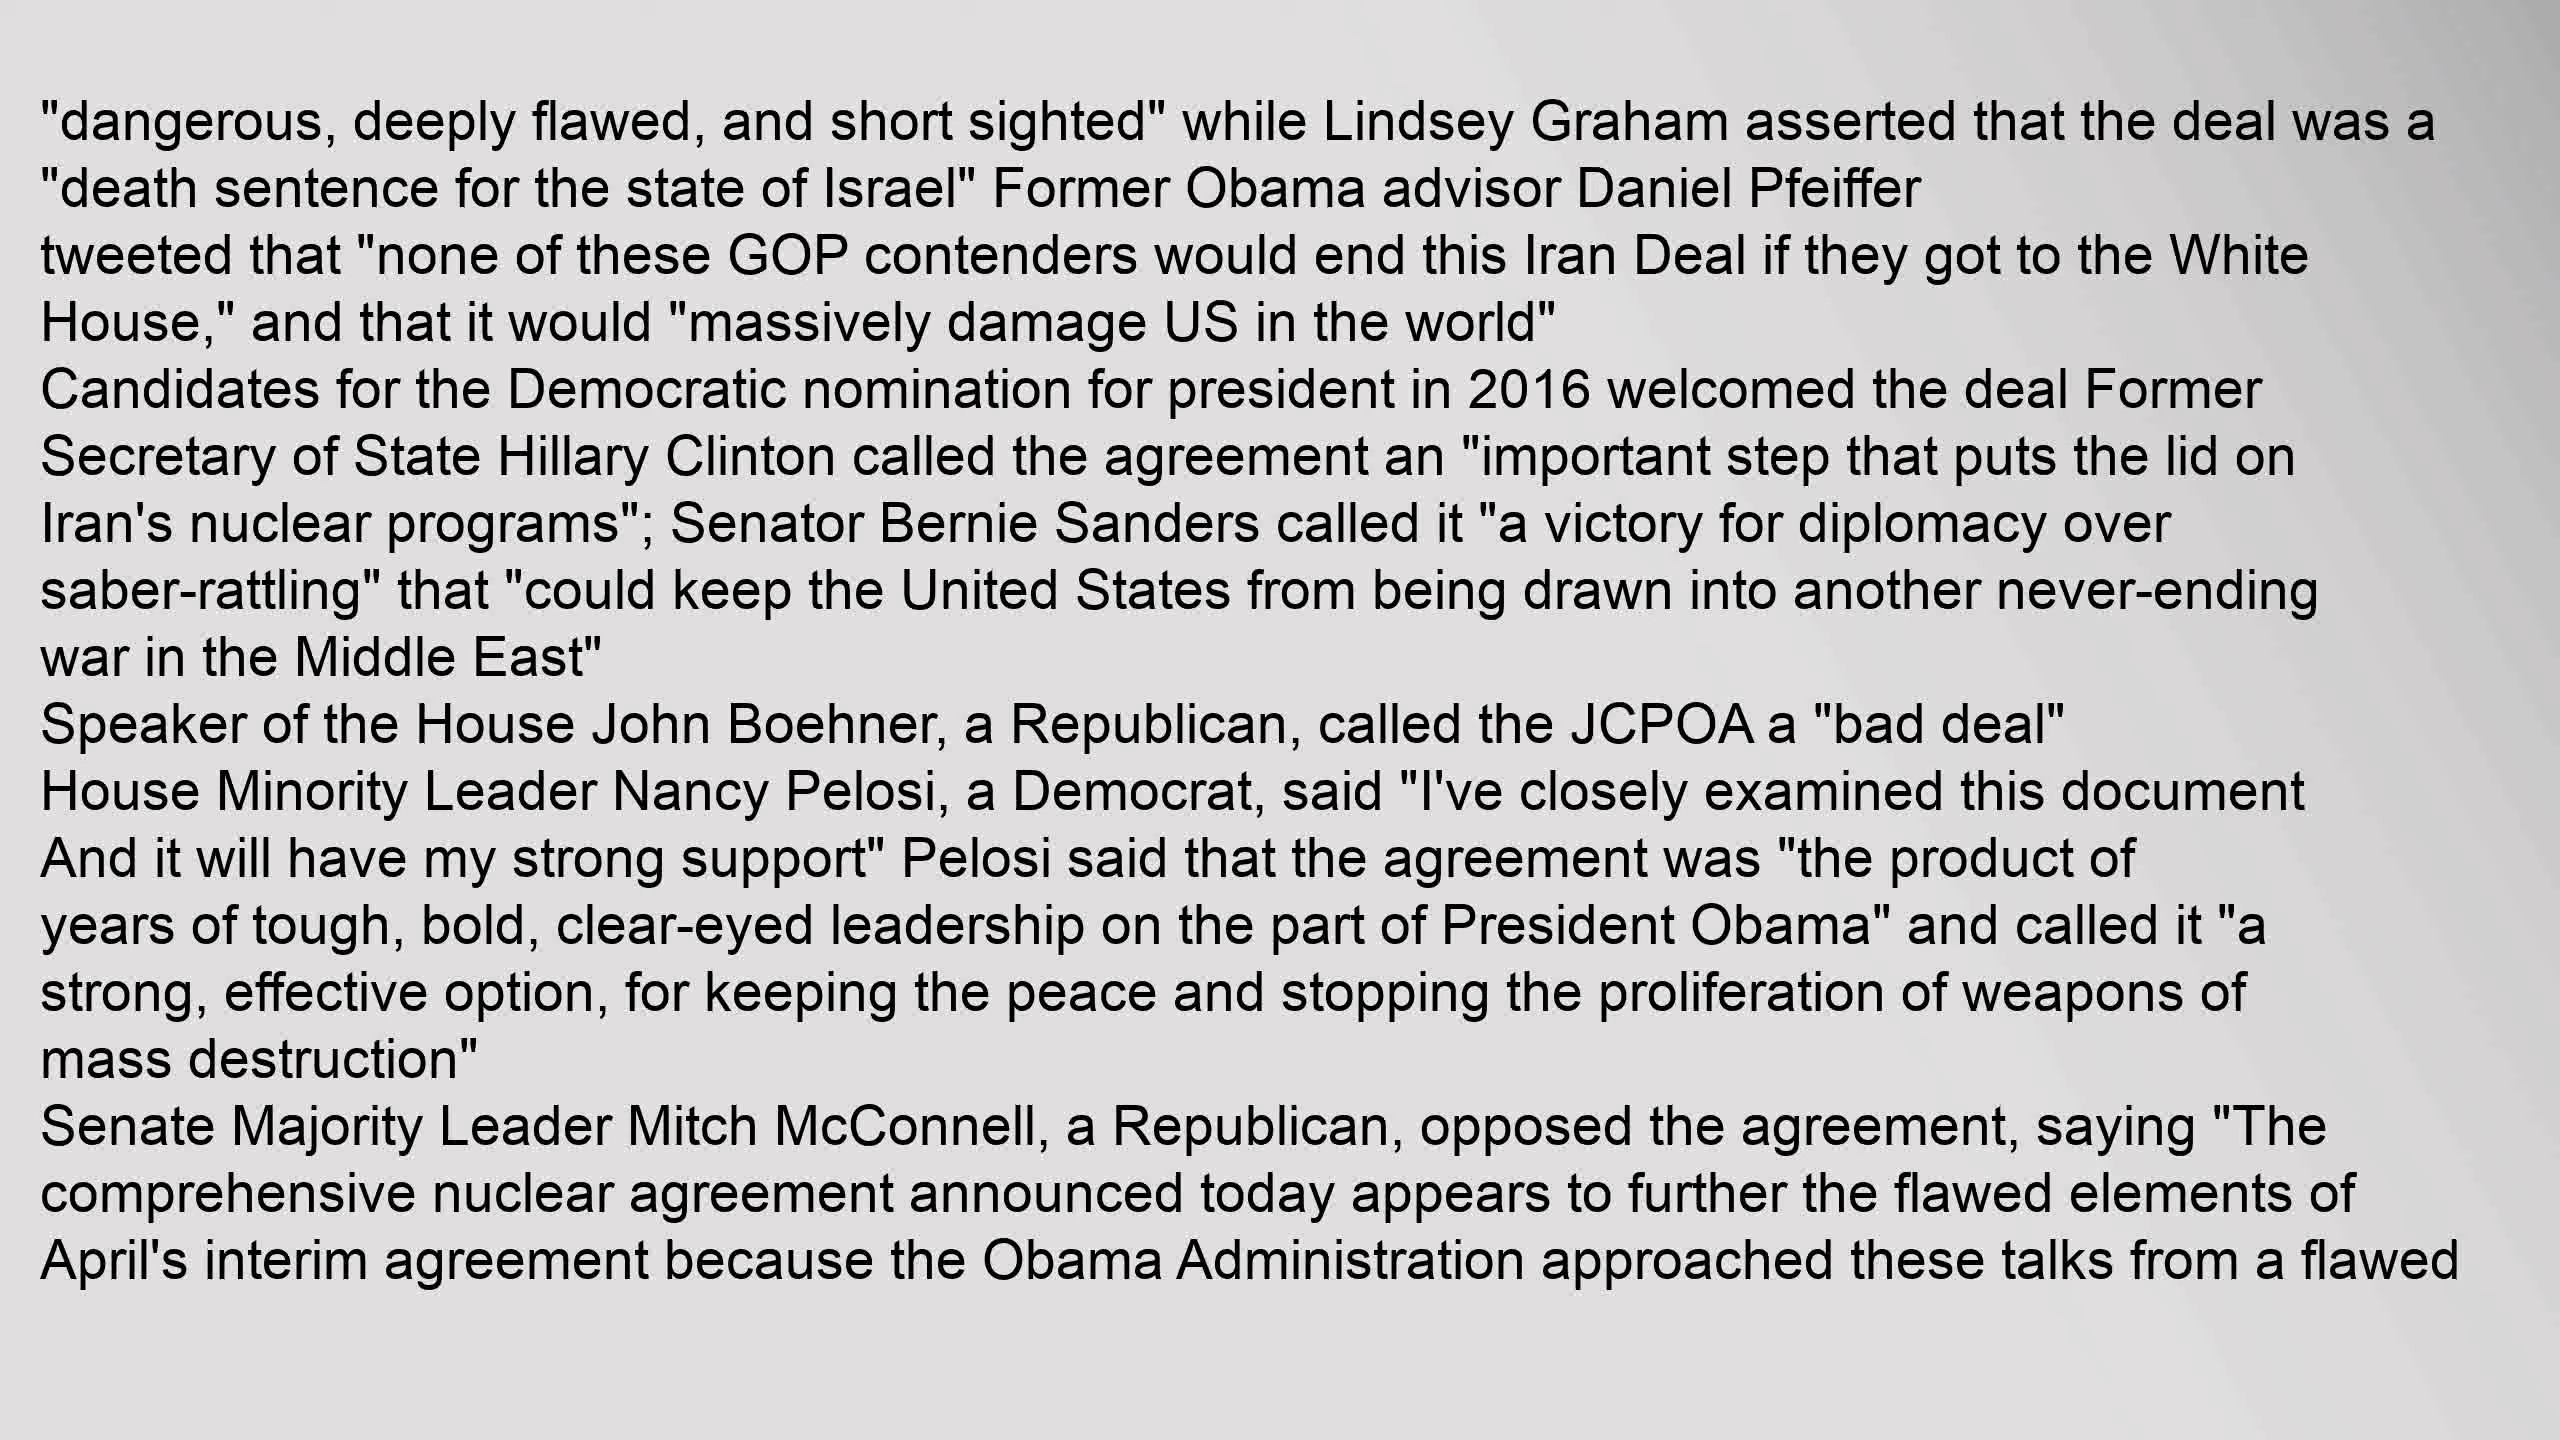 "dangerous, deeply flawed, and short sighted" while Lindsey Graham asserted that the deal was a
"death sentence for the state of Israel" Former Obama advisor Daniel Pfeiffer
tweeted that "none of these GOP contenders would end this Iran Deal if they got to the White
House," and that it would "massively damage US in the world"
Candidates for the Democratic nomination for president in 2016 welcomed the deal Former
Secretary of State Hillary Clinton called the agreement an "important step that puts the lid on
Iran's nuclear programs"; Senator Bernie Sanders called it "a victory for diplomacy over
saber-rattling" that "could keep the United States from being drawn into another never-ending
war in the Middle East"
Speaker of the House John Boehner, a Republican, called the JCPOA a "bad deal"
House Minority Leader Nancy Pelosi, a Democrat, said "I've closely examined this document
And it will have my strong support" Pelosi said that the agreement was "the product of
years of tough, bold, clear-eyed leadership on the part of President Obama" and called it "a
strong, effective option, for keeping the peace and stopping the proliferation of weapons of
mass destruction"
Senate Majority Leader Mitch McConnell, a Republican, opposed the agreement, saying "The
comprehensive nuclear agreement announced today appears to further the flawed elements of
April's interim agreement because the Obama Administration approached these talks from a flawed